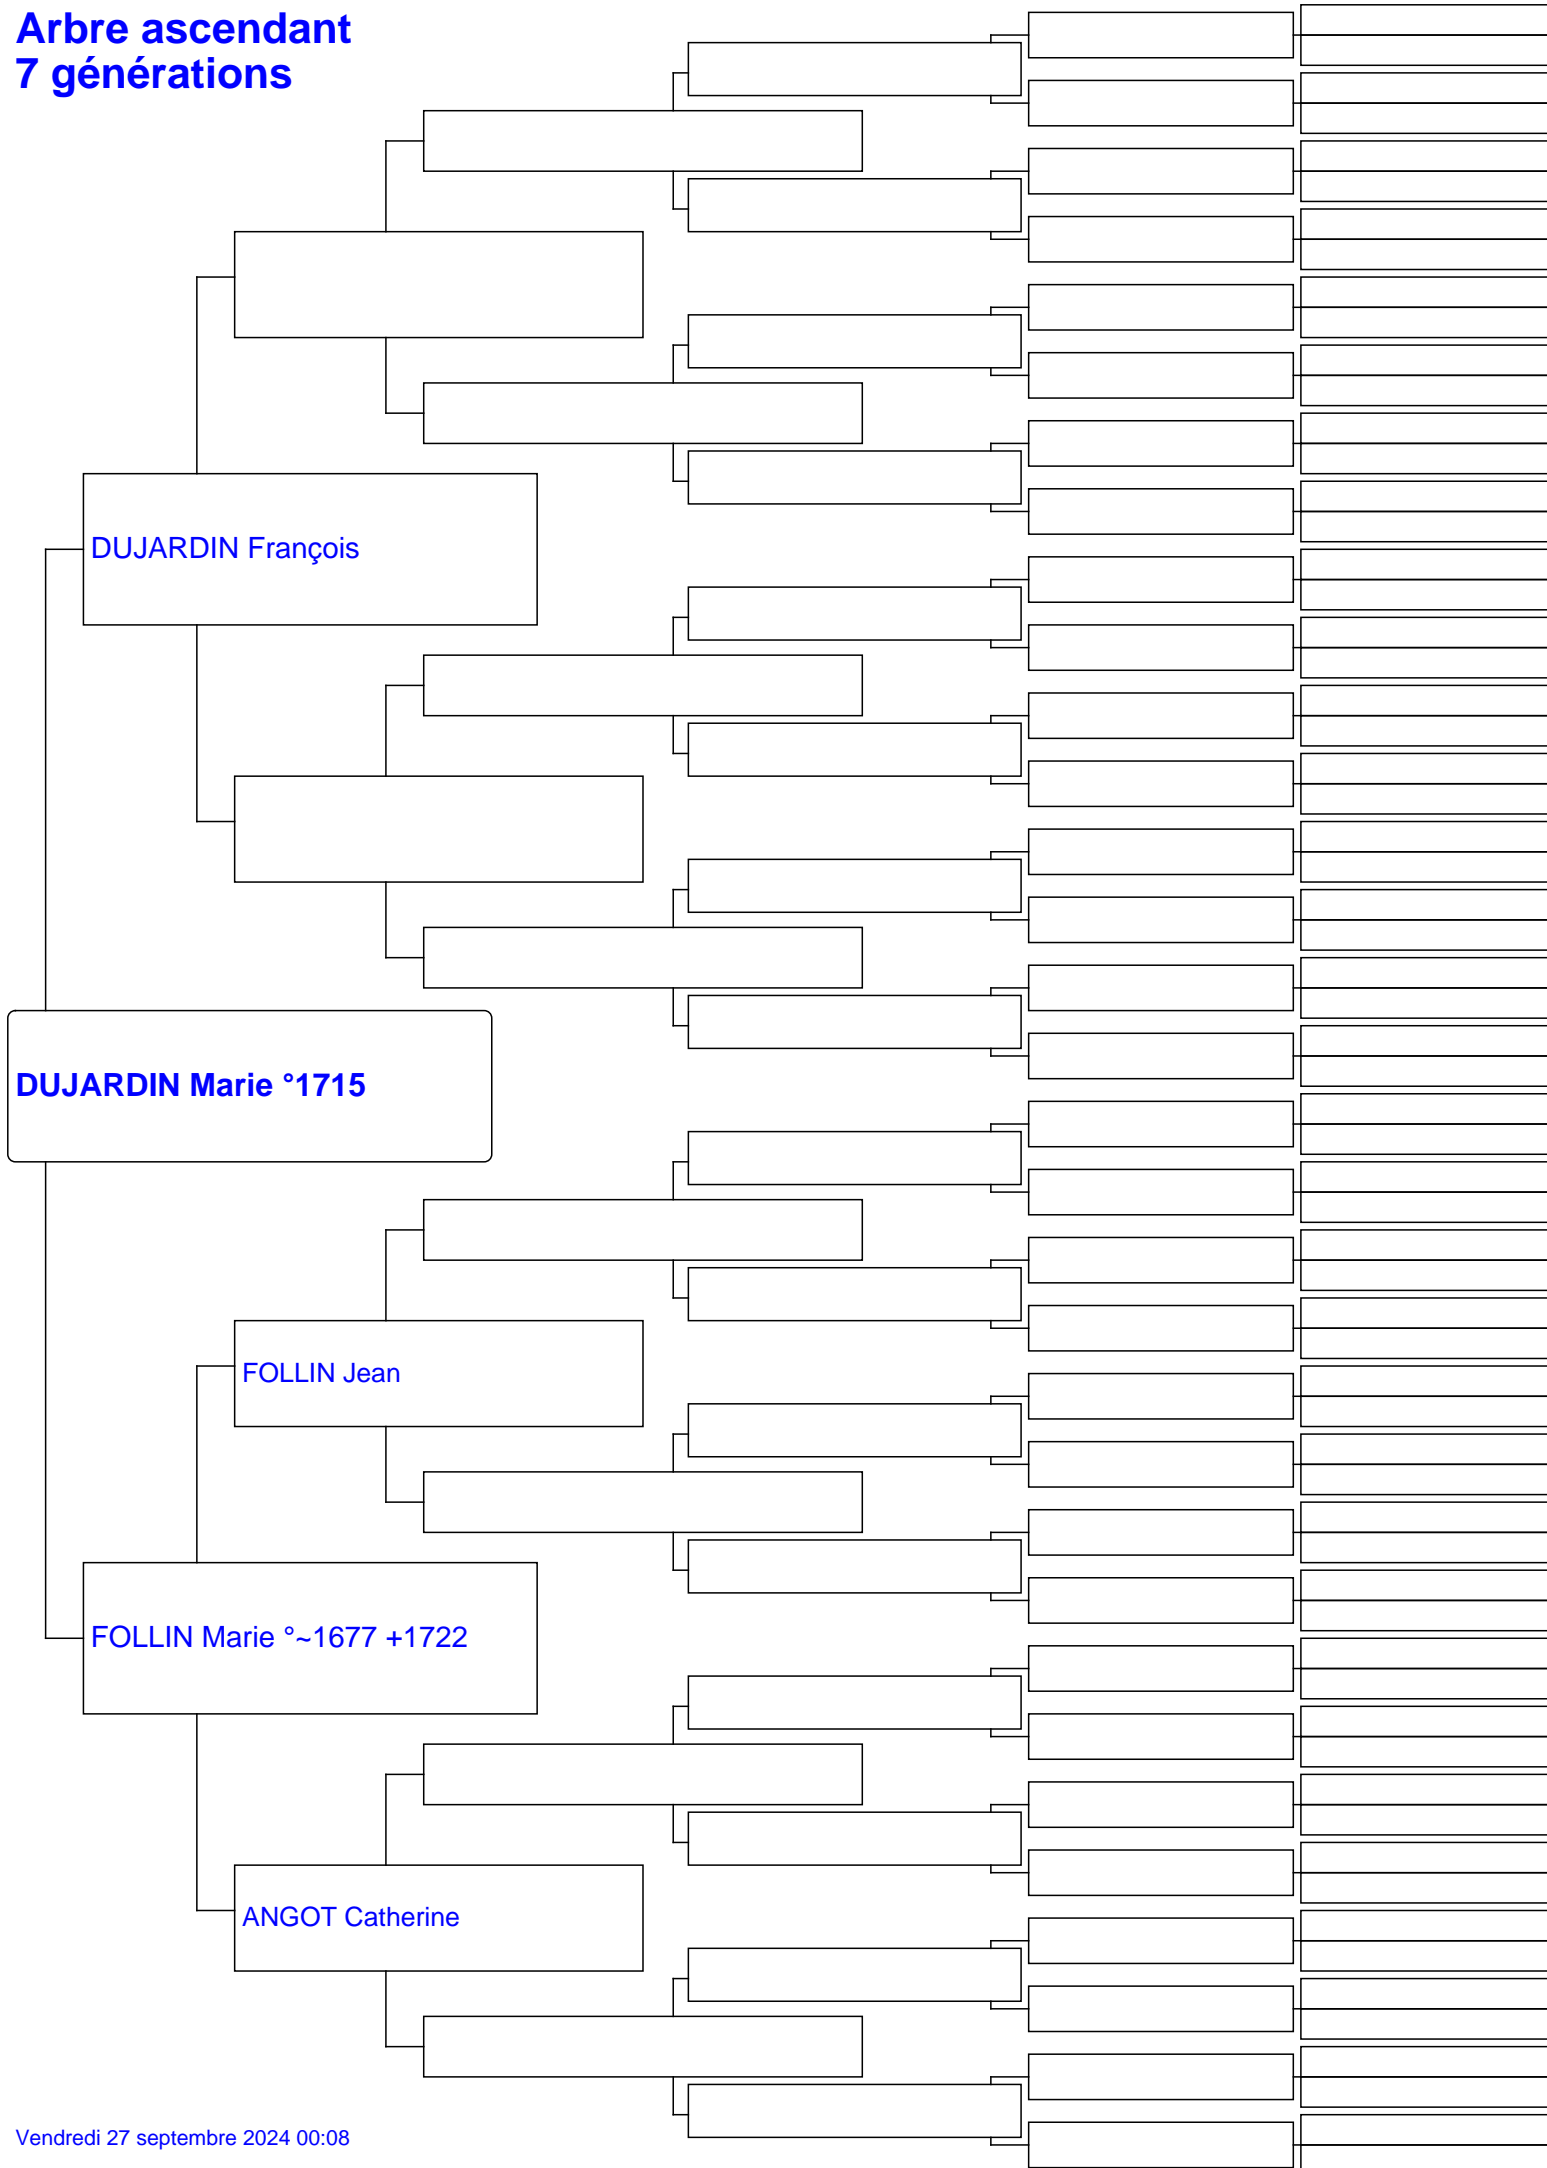 Arbre ascendant
7 générations
DUJARDIN François
DUJARDIN Marie °1715
FOLLIN Jean
FOLLIN Marie °~1677 +1722
ANGOT Catherine
Vendredi 27 septembre 2024 00:08